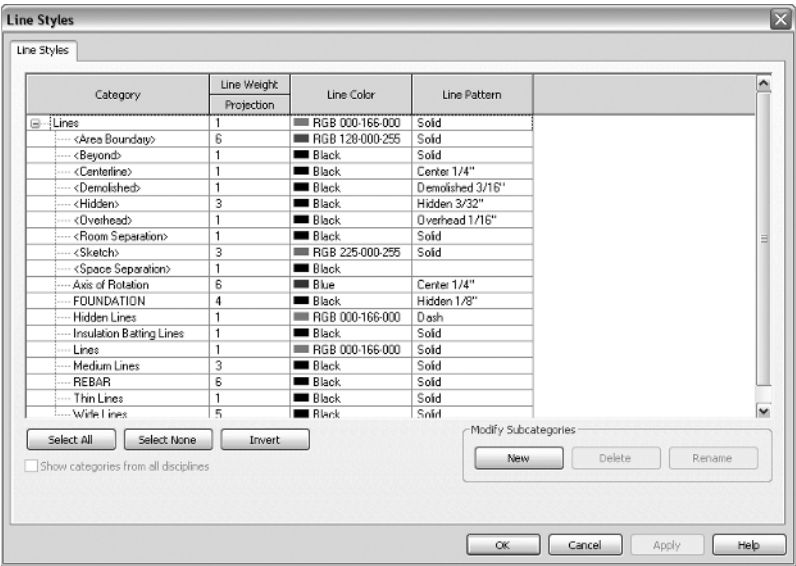 Line Styles
Line Styles
Category Line Weight Line Color Line Pattern
Projection
Lines 1 RGB 000-166-000 Solid
<Area Boundary> 6 RGB 128-000-255 Solid
<Beyond> 1 Black Solid
<Centerline> 1 Black Center 1/4"
<Demolished> 1 Black Demolished 3/16"
<Hidden> 3 Black Hidden 3/32"
<Overhead> 1 Black Overhead 1/16"
<Room Separation> 1 Black Solid
<Sketch> 3 RGB 225-000-255 Solid
<Space Separation> 1 Black
Axis of Rotation 6 Blue Center 1/4"
FOUNDATION 4 Black Hidden 1/8"
Hidden Lines 1 RGB 000-166-000 Dash
Insulation Batting Lines 1 Black Solid
Lines 1 RGB 000-166-000 Solid
Medium Lines 3 Black Solid
REBAR 6 Black Solid
Thin Lines 1 Black Solid
Wide Lines 5 Black Solid
Select All Select None Invert
Modify Subcategories
New Delete Rename
Show categories from all disciplines
OK Cancel Apply Help